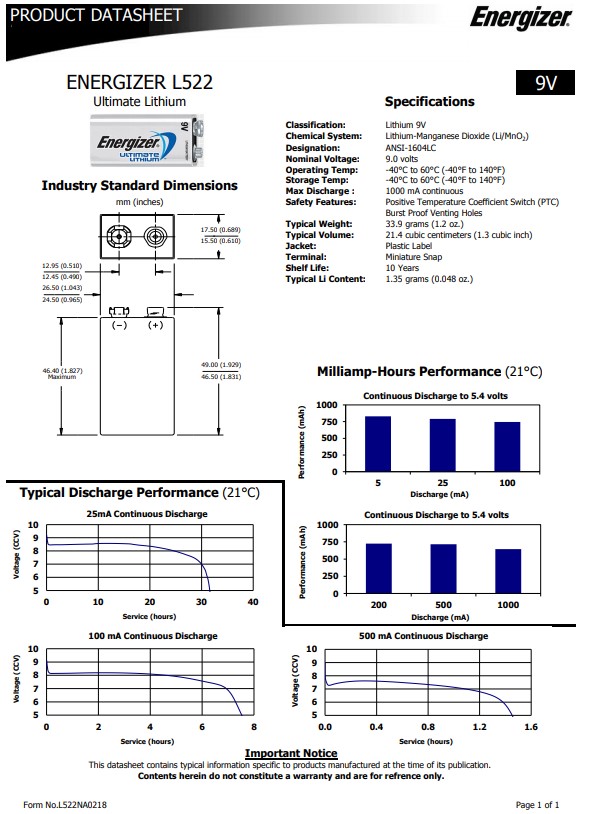 PRODUCT DATASHEET
Energizer®
ENERGIZER L522
Ultimate Lithium
9V
Energizer
ULTIMATE
LITHIUM
9V
Specifications
Classification: Lithium 9V
Chemical System: Lithium-Manganese Dioxide (Li/MnO₂)
Designation: ANSI-1604LC
Nominal Voltage: 9.0 volts
Operating Temp: -40°C to 60°C (-40°F to 140°F)
Storage Temp: -40°C to 60°C (-40°F to 140°F)
Max Discharge : 1000 mA continuous
Safety Features: Positive Temperature Coefficient Switch (PTC)
Burst Proof Venting Holes
Typical Weight: 33.9 grams (1.2 oz.)
Typical Volume: 21.4 cubic centimeters (1.3 cubic inch)
Jacket: Plastic Label
Terminal: Miniature Snap
Shelf Life: 10 Years
Typical Li Content: 1.35 grams (0.048 oz.)
Industry Standard Dimensions
mm (inches)
17.50 (0.689)
15.50 (0.610)
12.95 (0.510)
12.45 (0.490)
26.50 (1.043)
24.50 (0.965)
(-) (+)
46.40 (1.827)
Maximum
49.00 (1.929)
46.50 (1.831)
Milliamp-Hours Performance (21°C)
Continuous Discharge to 5.4 volts
Performance (mAh)
1000
750
500
250
0
5 25 100
Discharge (mA)
Continuous Discharge to 5.4 volts
Performance (mAh)
1000
750
500
250
0
200 500 1000
Discharge (mA)
Typical Discharge Performance (21°C)
25mA Continuous Discharge
Voltage (CCV)
10
9
8
7
6
5
0 10 20 30 40
Service (hours)
100 mA Continuous Discharge
Voltage (CCV)
10
9
8
7
6
5
0 2 4 6 8
Service (hours)
500 mA Continuous Discharge
Voltage (CCV)
10
9
8
7
6
5
0.0 0.4 0.8 1.2 1.6
Service (hours)
Important Notice
This datasheet contains typical information specific to products manufactured at the time of its publication.
Contents herein do not constitute a warranty and are for refrence only.
Form No.L522NA0218
Page 1 of 1